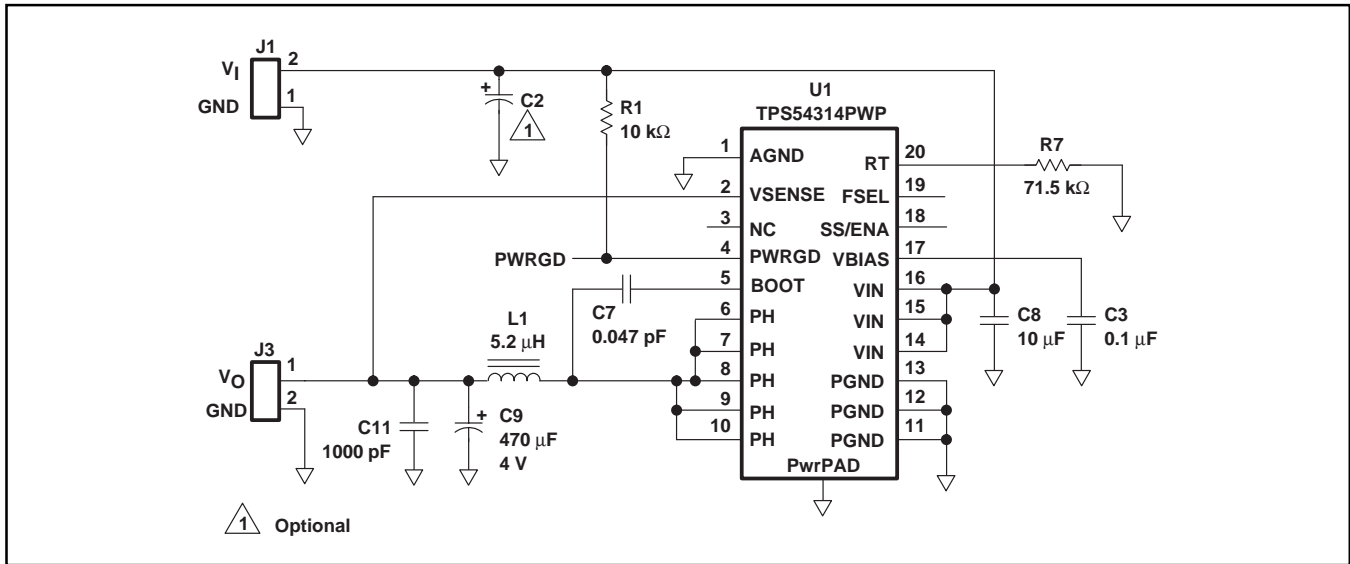 J1
VI 2
GND 1
+
C2
1
R1
10 kΩ
U1
TPS54314PWP
1 AGND
2 VSENSE
3 NC
4 PWRGD
5 BOOT
6 PH
7 PH
8 PH
9 PH
10 PH
RT 20
FSEL 19
SS/ENA 18
VBIAS 17
VIN 16
VIN 15
VIN 14
PGND 13
PGND 12
PGND 11
PwrPAD
R7
71.5 kΩ
PWRGD
C7
0.047 pF
L1
5.2 μH
C8
10 μF
C3
0.1 μF
J3
VO 1
GND 2
C11
1000 pF
+
C9
470 μF
4 V
1 Optional